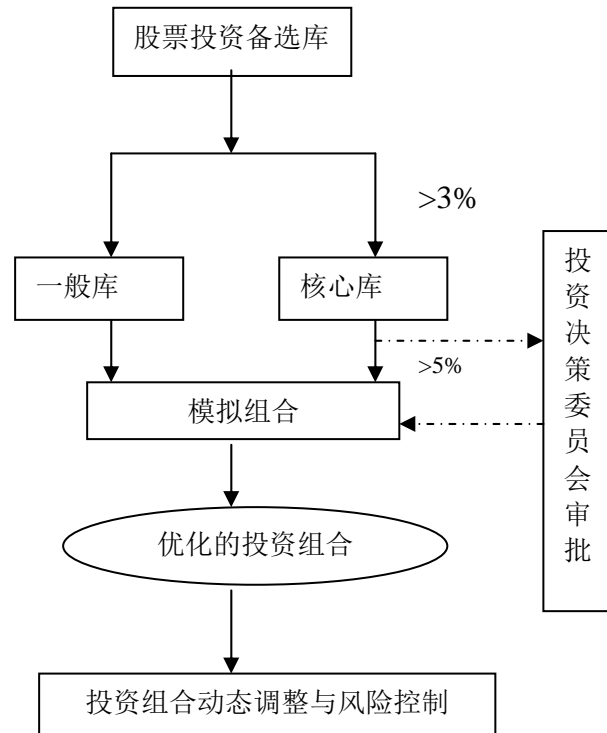 股票投资备选库
>3%
一般库
核心库
投资决策委员会审批
>5%
模拟组合
优化的投资组合
投资组合动态调整与风险控制